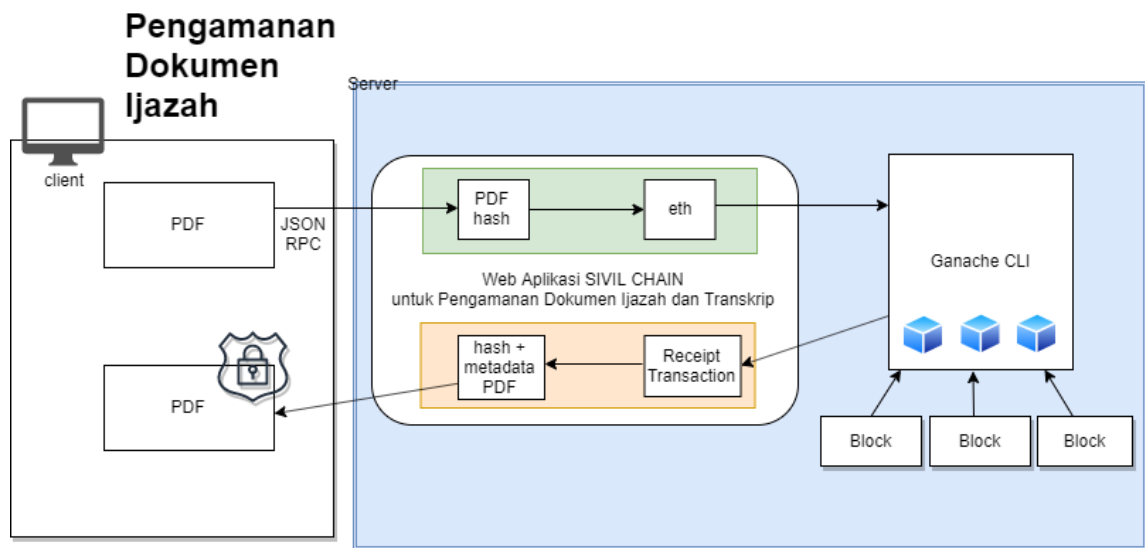 Pengamanan
Dokumen
Ijazah
Server
client
PDF
JSON
RPC
PDF
hash
eth
Ganache CLI
Web Aplikasi SIVIL CHAIN
untuk Pengamanan Dokumen Ijazah dan Transkrip
hash +
metadata
PDF
Receipt
Transaction
PDF
Block
Block
Block